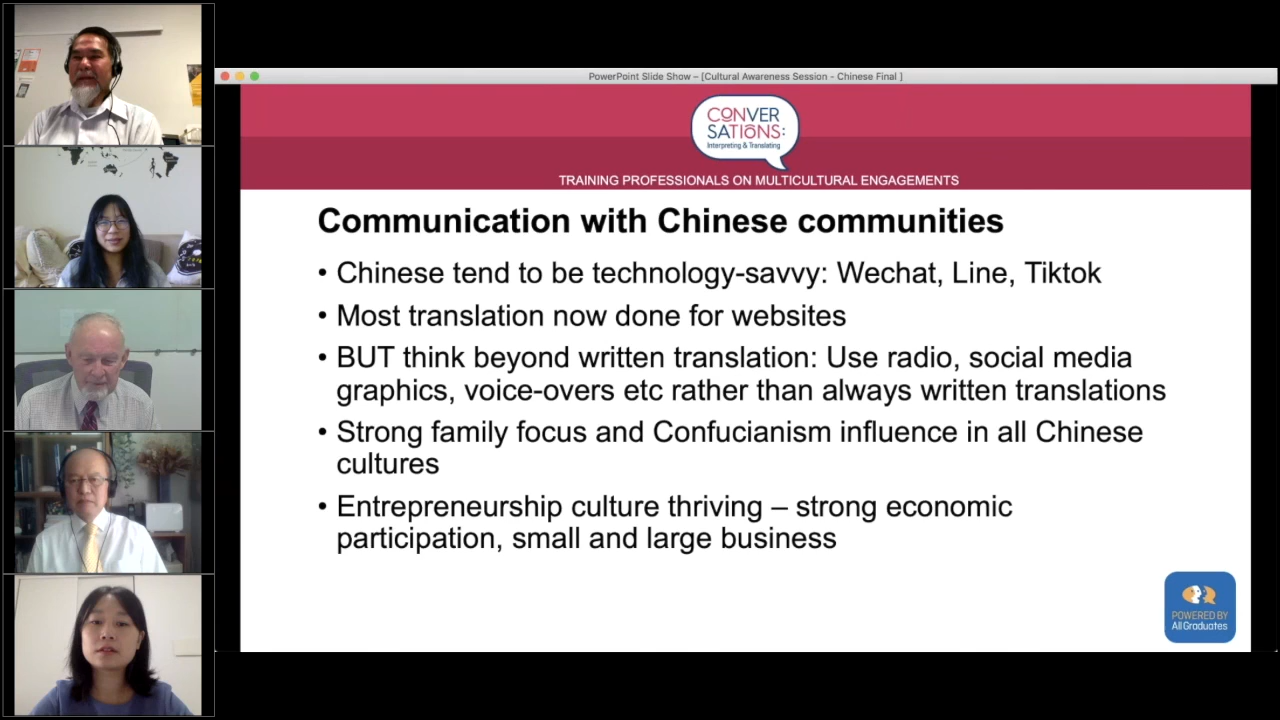 PowerPoint Slide Show – [Cultural Awareness Session - Chinese Final ]
CONVER
SATIONS:
Interpreting & Translating
TRAINING PROFESSIONALS ON MULTICULTURAL ENGAGEMENTS
Communication with Chinese communities
• Chinese tend to be technology-savvy: Wechat, Line, Tiktok
• Most translation now done for websites
• BUT think beyond written translation: Use radio, social media
graphics, voice-overs etc rather than always written translations
• Strong family focus and Confucianism influence in all Chinese
cultures
• Entrepreneurship culture thriving – strong economic
participation, small and large business
POWERED BY
All Graduates